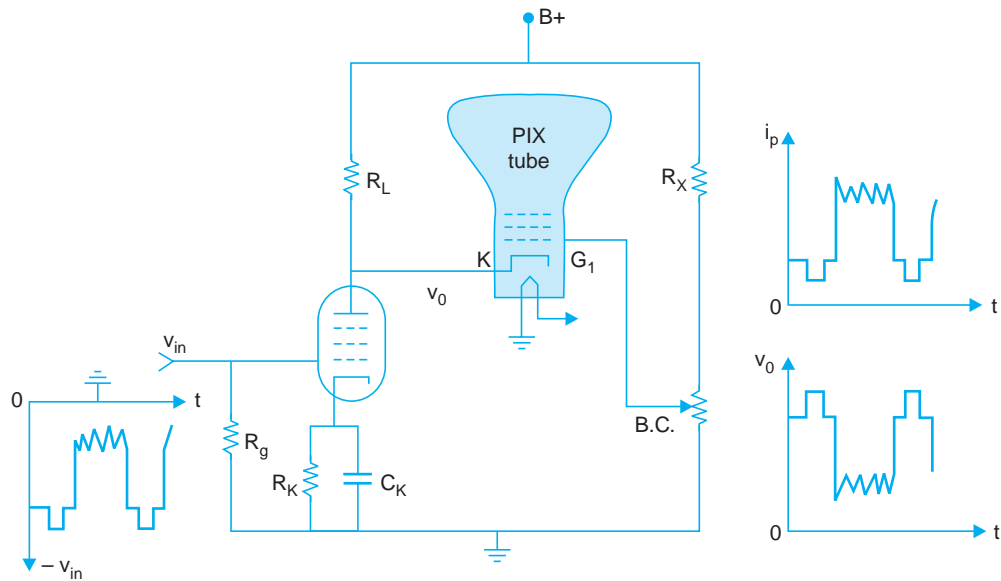 B+
PIX
tube
R_L
R_X
K
G_1
v_0
v_in
0
t
R_g
R_K
C_K
B.C.
– v_in
i_p
0
t
v_0
0
t